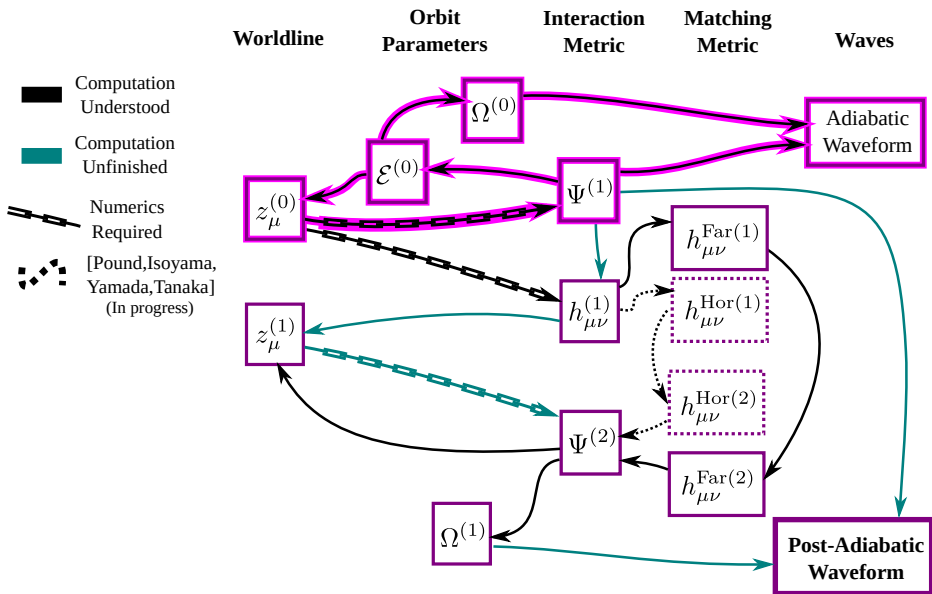 Worldline
Orbit
Parameters
Interaction
Metric
Matching
Metric
Waves
Computation
Understood
Computation
Unfinished
Numerics
Required
[Pound,Isoyama,
Yamada,Tanaka]
(In progress)
Ω⁽⁰⁾
Adiabatic
Waveform
ℰ⁽⁰⁾
z_μ⁽⁰⁾
Ψ⁽¹⁾
h_μν^Far(1)
h_μν⁽¹⁾
h_μν^Hor(1)
z_μ⁽¹⁾
h_μν^Hor(2)
Ψ⁽²⁾
h_μν^Far(2)
Ω⁽¹⁾
Post-Adiabatic
Waveform